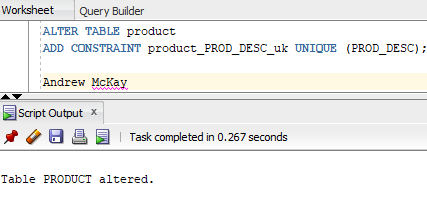 Worksheet Query Builder
ALTER TABLE product
ADD CONSTRAINT product_PROD_DESC_uk UNIQUE (PROD_DESC);
Andrew McKay
Script Output x
Task completed in 0.267 seconds
Table PRODUCT altered.